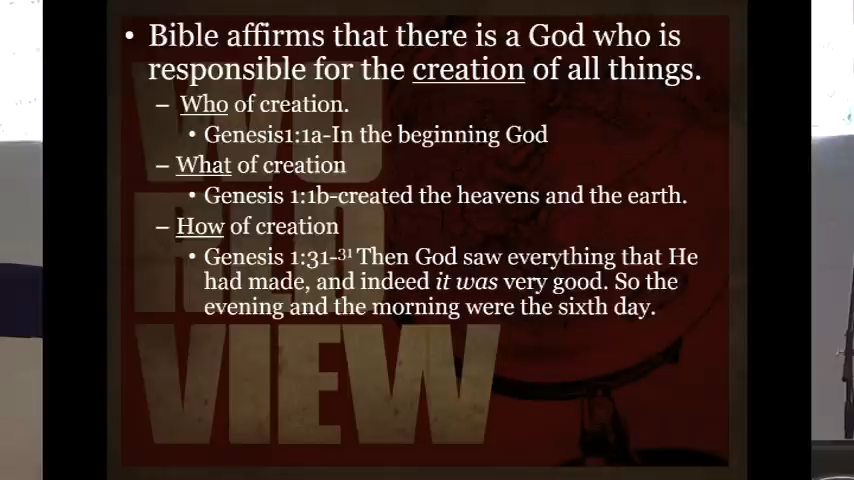 • Bible affirms that there is a God who is
responsible for the creation of all things.
– Who of creation.
• Genesis1:1a-In the beginning God
– What of creation
• Genesis 1:1b-created the heavens and the earth.
– How of creation
• Genesis 1:31-³¹ Then God saw everything that He
had made, and indeed it was very good. So the
evening and the morning were the sixth day.
WO
RLD
VIEW